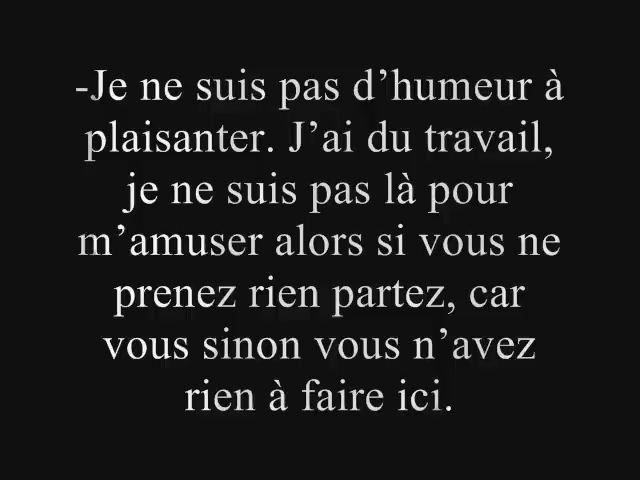 -Je ne suis pas d’humeur à
plaisanter. J’ai du travail,
je ne suis pas là pour
m’amuser alors si vous ne
prenez rien partez, car
vous sinon vous n’avez
rien à faire ici.